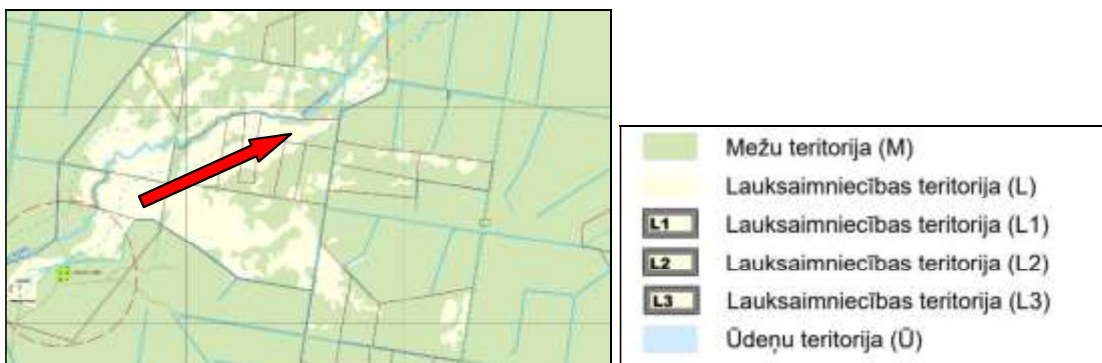 Mežu teritorija (M)
Lauksaimniecības teritorija (L)
L1 Lauksaimniecības teritorija (L1)
L2 Lauksaimniecības teritorija (L2)
L3 Lauksaimniecības teritorija (L3)
Ūdeņu teritorija (Ū)